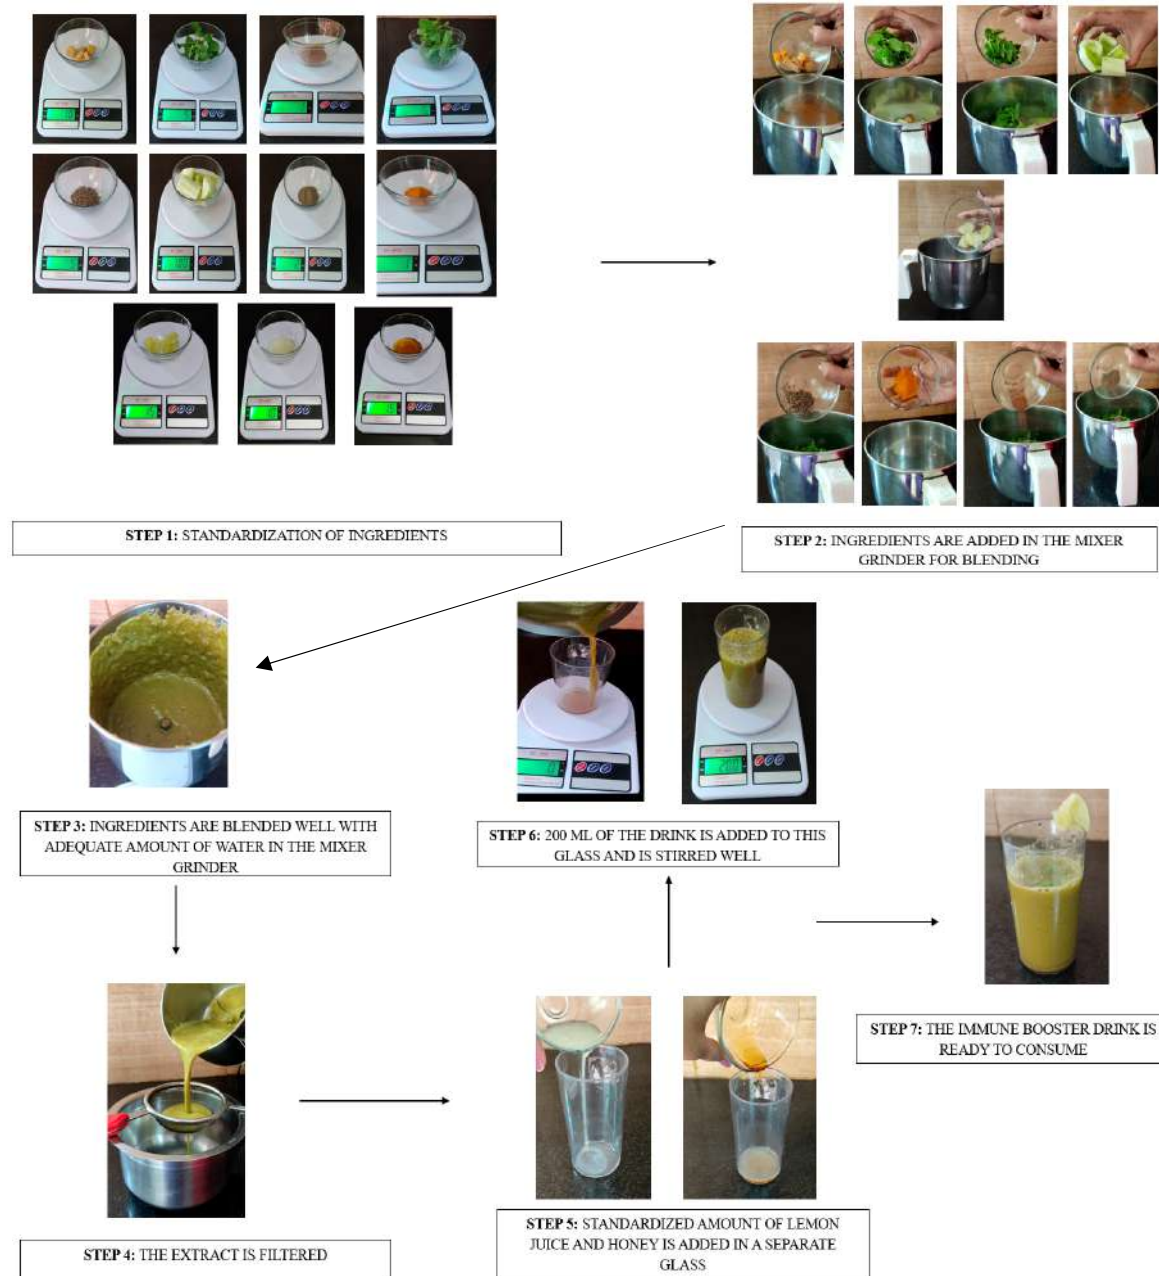 STEP 1: STANDARDIZATION OF INGREDIENTS
STEP 2: INGREDIENTS ARE ADDED IN THE MIXER
GRINDER FOR BLENDING
STEP 3: INGREDIENTS ARE BLENDED WELL WITH
ADEQUATE AMOUNT OF WATER IN THE MIXER
GRINDER
STEP 4: THE EXTRACT IS FILTERED
STEP 5: STANDARDIZED AMOUNT OF LEMON
JUICE AND HONEY IS ADDED IN A SEPARATE
GLASS
STEP 6: 200 ML OF THE DRINK IS ADDED TO THIS
GLASS AND IS STIRRED WELL
STEP 7: THE IMMUNE BOOSTER DRINK IS
READY TO CONSUME